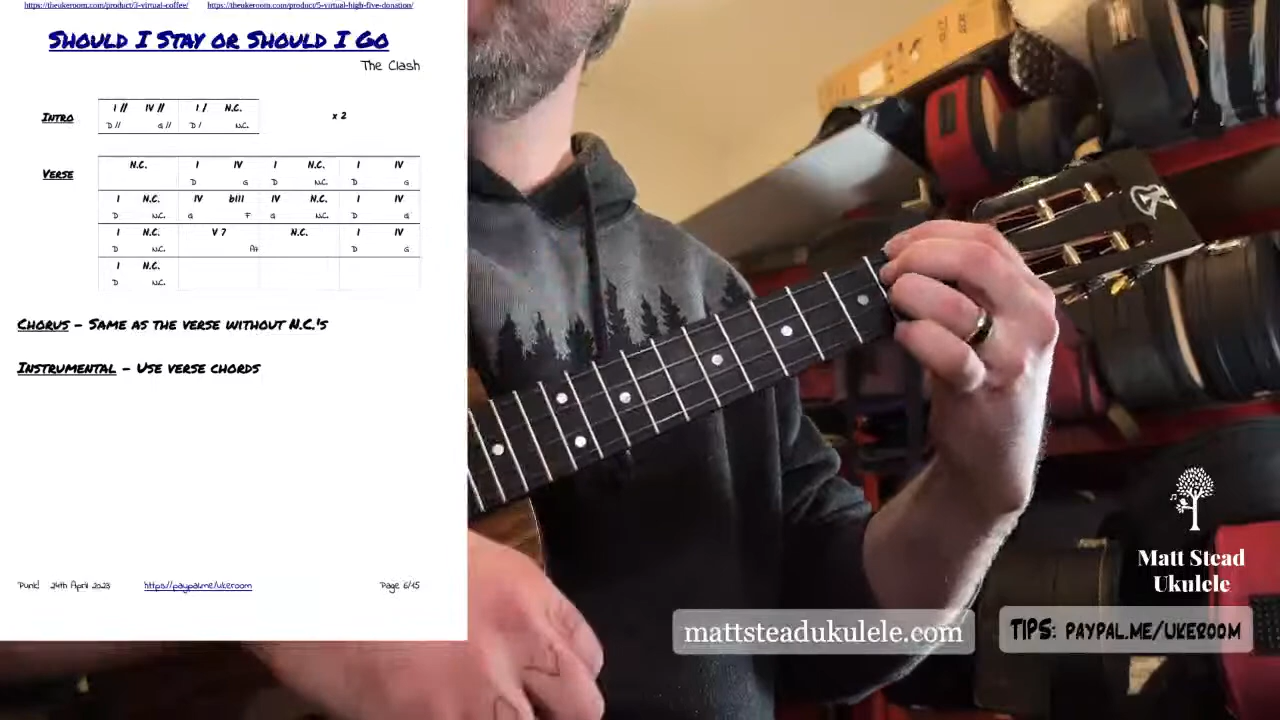 https://theukeroom.com/product/3-virtual-coffee/ https://theukeroom.com/product/5-virtual-high-five-donation/
Should I Stay or Should I Go
The Clash
Intro
I // IV // I / N.C.
D // G // D / N.C.
x 2
Verse
N.C. I IV I N.C. I IV
D G D N.C. D G
I N.C. IV bIII IV N.C. I IV
D N.C. G F G N.C. D G
I N.C. V 7 N.C. I IV
D N.C. A7 D G
I N.C.
D N.C.
Chorus – Same as the verse without N.C.'s
Instrumental – Use verse chords
Punk! 24th April 2023 https://paypal.me/ukeroom Page 6/45
Matt Stead
Ukulele
mattsteadukulele.com
TIPS: PAYPAL.ME/UKEROOM